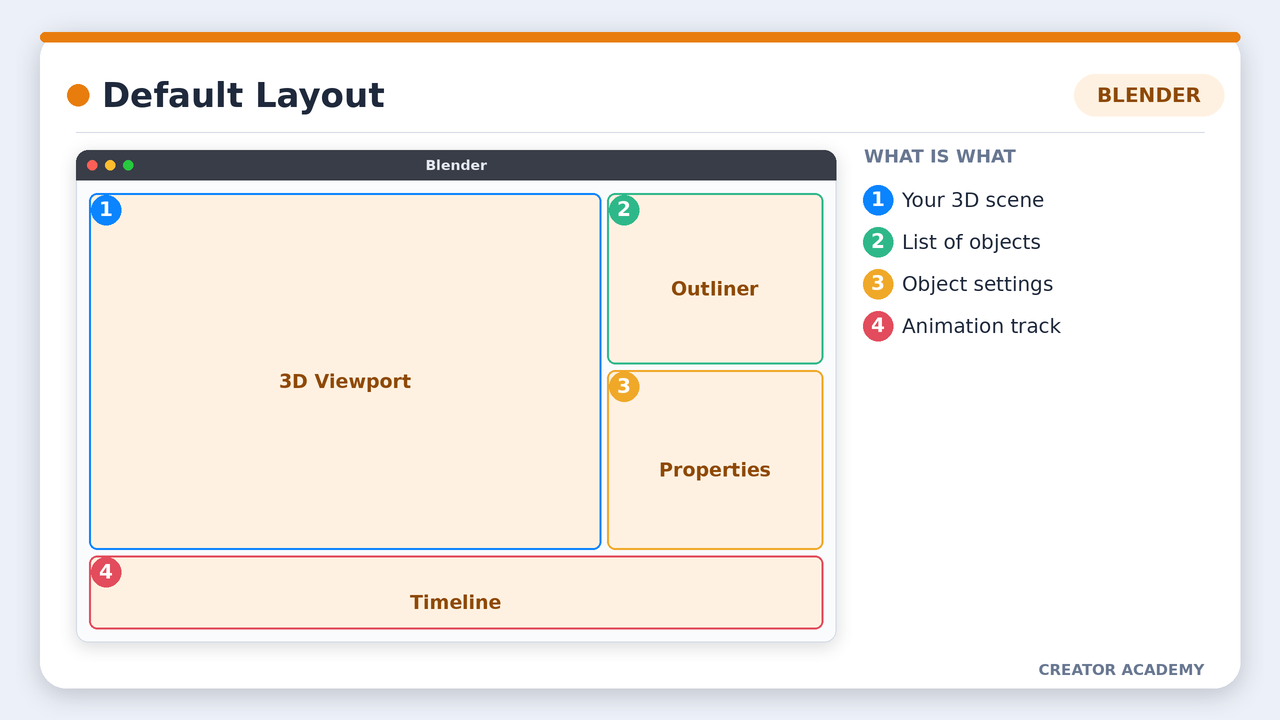 Default Layout
BLENDER
Blender
1
3D Viewport
2
Outliner
3
Properties
4
Timeline
WHAT IS WHAT
1 Your 3D scene
2 List of objects
3 Object settings
4 Animation track
CREATOR ACADEMY